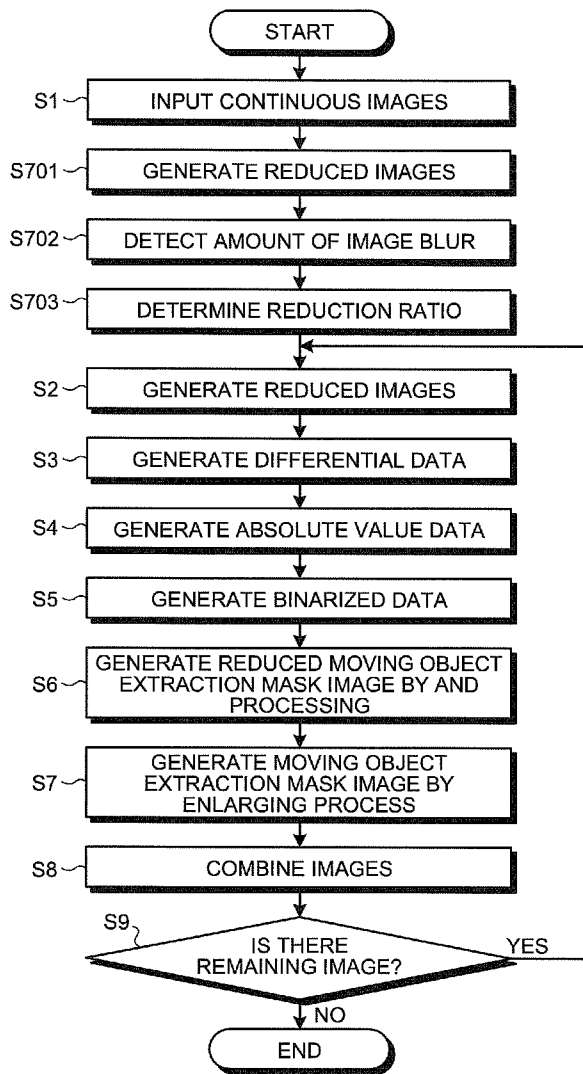 START
S1
INPUT CONTINUOUS IMAGES
S701
GENERATE REDUCED IMAGES
S702
DETECT AMOUNT OF IMAGE BLUR
S703
DETERMINE REDUCTION RATIO
S2
GENERATE REDUCED IMAGES
S3
GENERATE DIFFERENTIAL DATA
S4
GENERATE ABSOLUTE VALUE DATA
S5
GENERATE BINARIZED DATA
S6
GENERATE REDUCED MOVING OBJECT
EXTRACTION MASK IMAGE BY AND
PROCESSING
S7
GENERATE MOVING OBJECT
EXTRACTION MASK IMAGE BY
ENLARGING PROCESS
S8
COMBINE IMAGES
S9
IS THERE
REMAINING IMAGE?
YES
NO
END